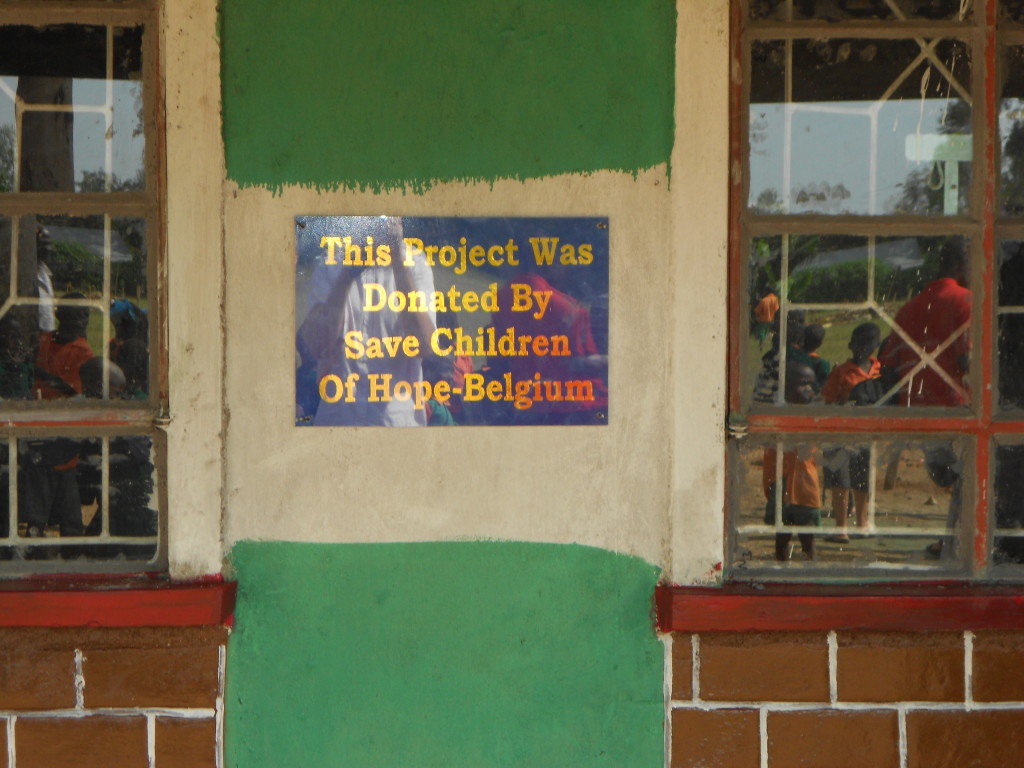 This Project Was
Donated By
Save Children
Of Hope-Belgium